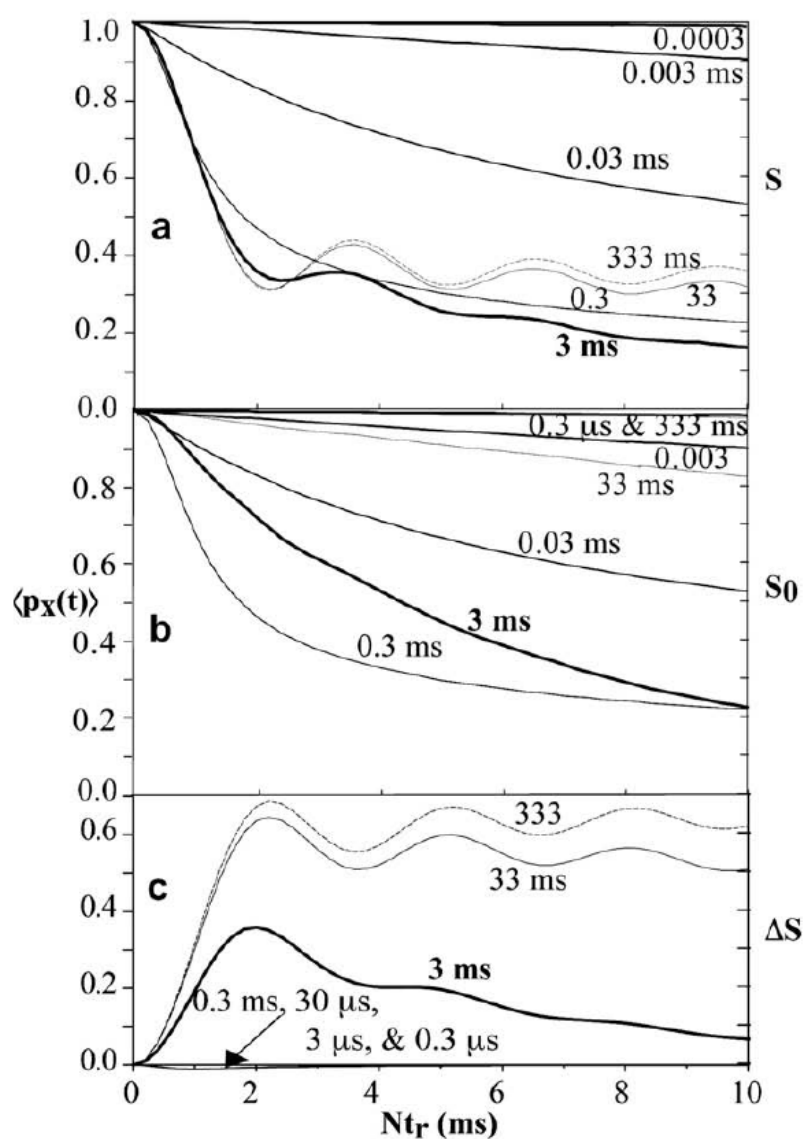 1.0
0.0003
0.003 ms
0.8
0.03 ms
S
0.6
a
0.4
333 ms
0.3
33
0.2
3 ms
0.0
0.3 μs & 333 ms
0.003
33 ms
0.8
0.03 ms
0.6
⟨pX(t)⟩
S0
b
3 ms
0.4
0.3 ms
0.2
0.0
0.6
333
33 ms
c
0.4
ΔS
3 ms
0.2
0.3 ms, 30 μs,
3 μs, & 0.3 μs
0.0
0 2 4 6 8 10
Ntr (ms)